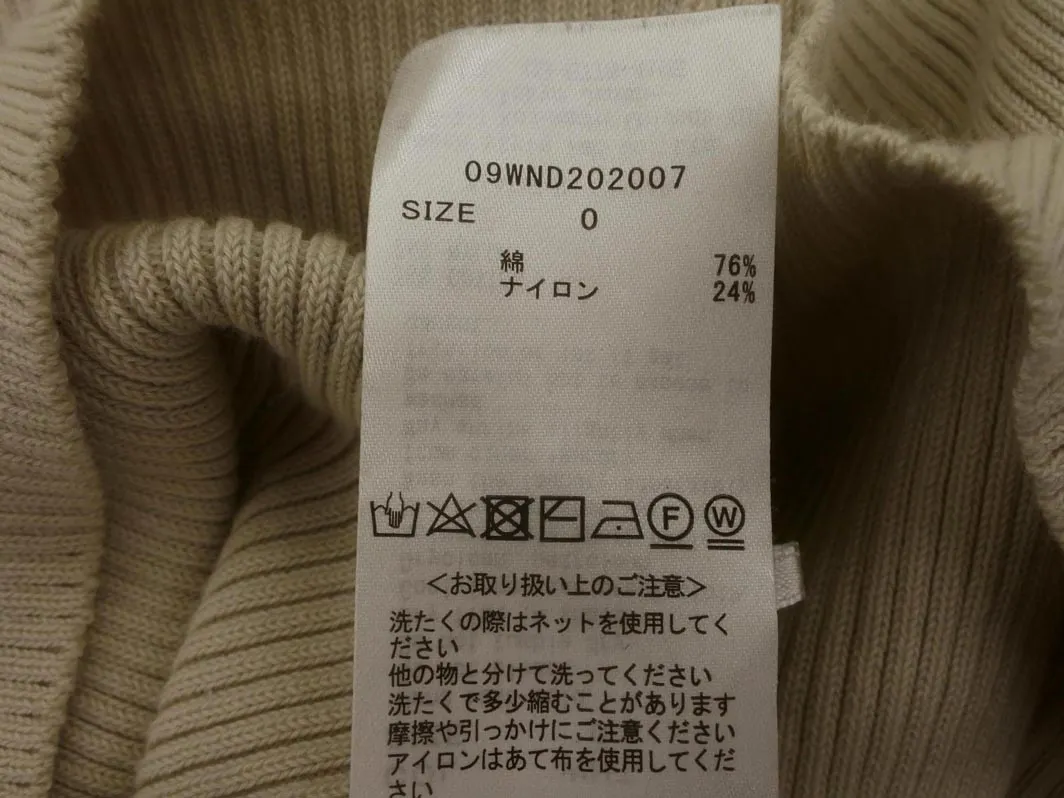 09WND202007
SIZE 0
綿 76%
ナイロン 24%
F W
<お取り扱い上のご注意>
洗たくの際はネットを使用してく
ださい
他の物と分けて洗ってください
洗たくで多少縮むことがあります
摩擦や引っかけにご注意ください
アイロンはあて布を使用してくだ
さい